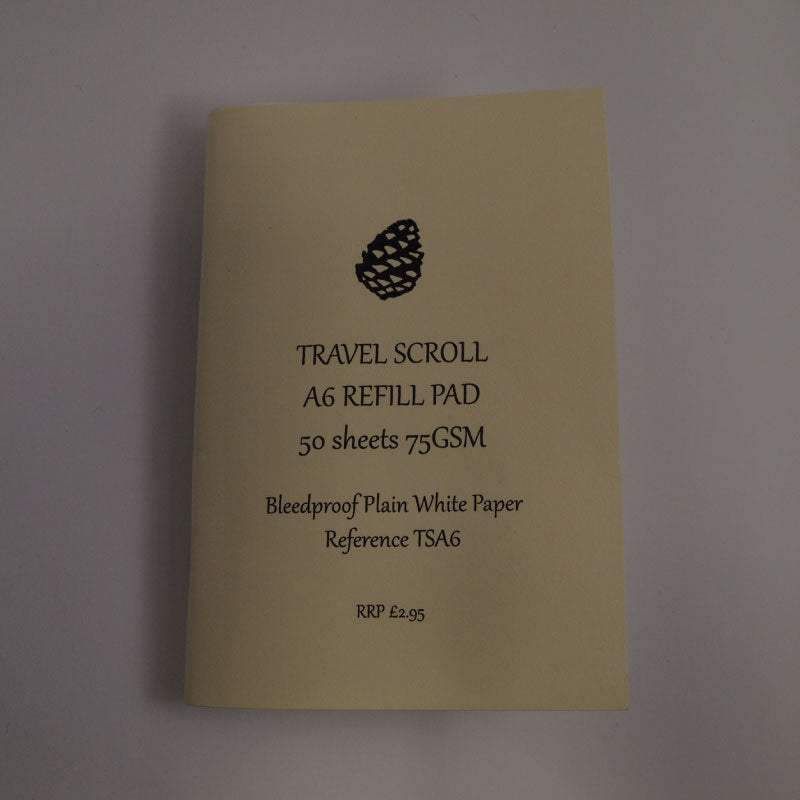 TRAVEL SCROLL
A6 REFILL PAD
50 sheets 75GSM
Bleedproof Plain White Paper
Reference TSA6
RRP £2.95